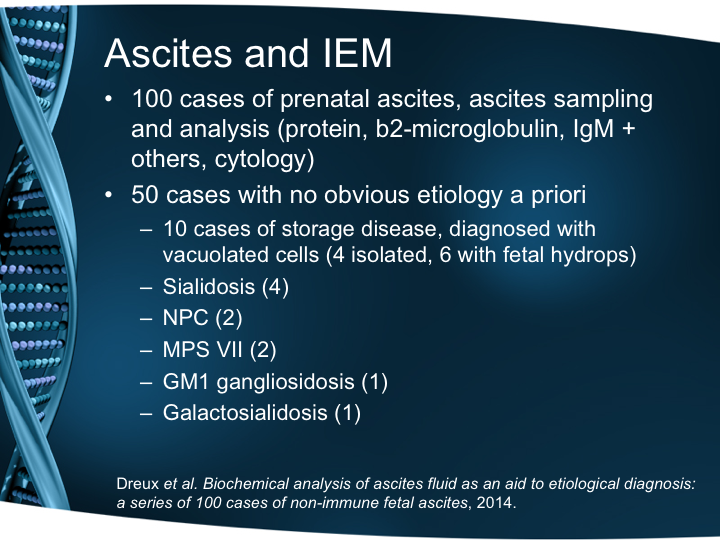 Ascites and IEM
• 100 cases of prenatal ascites, ascites sampling
and analysis (protein, b2-microglobulin, IgM +
others, cytology)
• 50 cases with no obvious etiology a priori
– 10 cases of storage disease, diagnosed with
vacuolated cells (4 isolated, 6 with fetal hydrops)
– Sialidosis (4)
– NPC (2)
– MPS VII (2)
– GM1 gangliosidosis (1)
– Galactosialidosis (1)
Dreux et al. Biochemical analysis of ascites fluid as an aid to etiological diagnosis:
a series of 100 cases of non-immune fetal ascites, 2014.